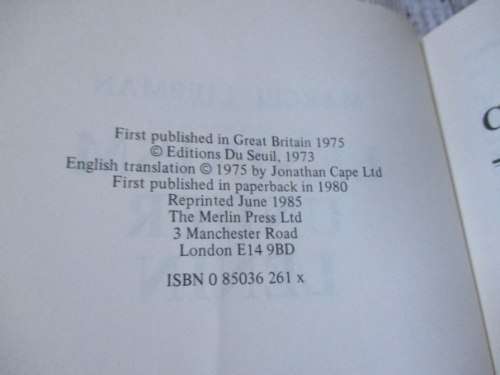 First published in Great Britain 1975
© Editions Du Seuil, 1973
English translation © 1975 by Jonathan Cape Ltd
First published in paperback in 1980
Reprinted June 1985
The Merlin Press Ltd
3 Manchester Road
London E14 9BD
ISBN 0 85036 261 x